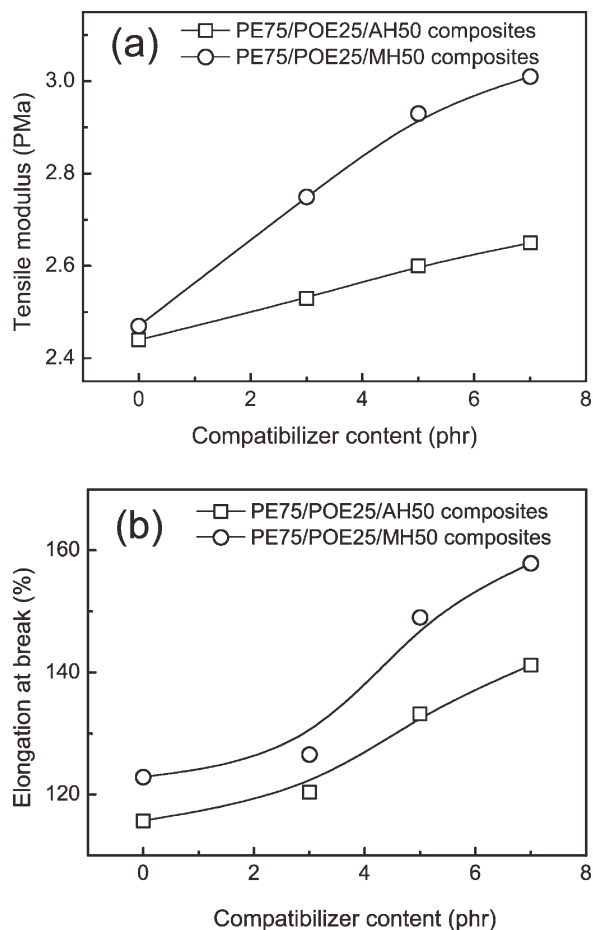 (a)
PE75/POE25/AH50 composites
PE75/POE25/MH50 composites
Tensile modulus (PMa)
3.0
2.8
2.6
2.4
0 2 4 6 8
Compatibilizer content (phr)
(b)
PE75/POE25/AH50 composites
PE75/POE25/MH50 composites
Elongation at break (%)
160
140
120
0 2 4 6 8
Compatibilizer content (phr)